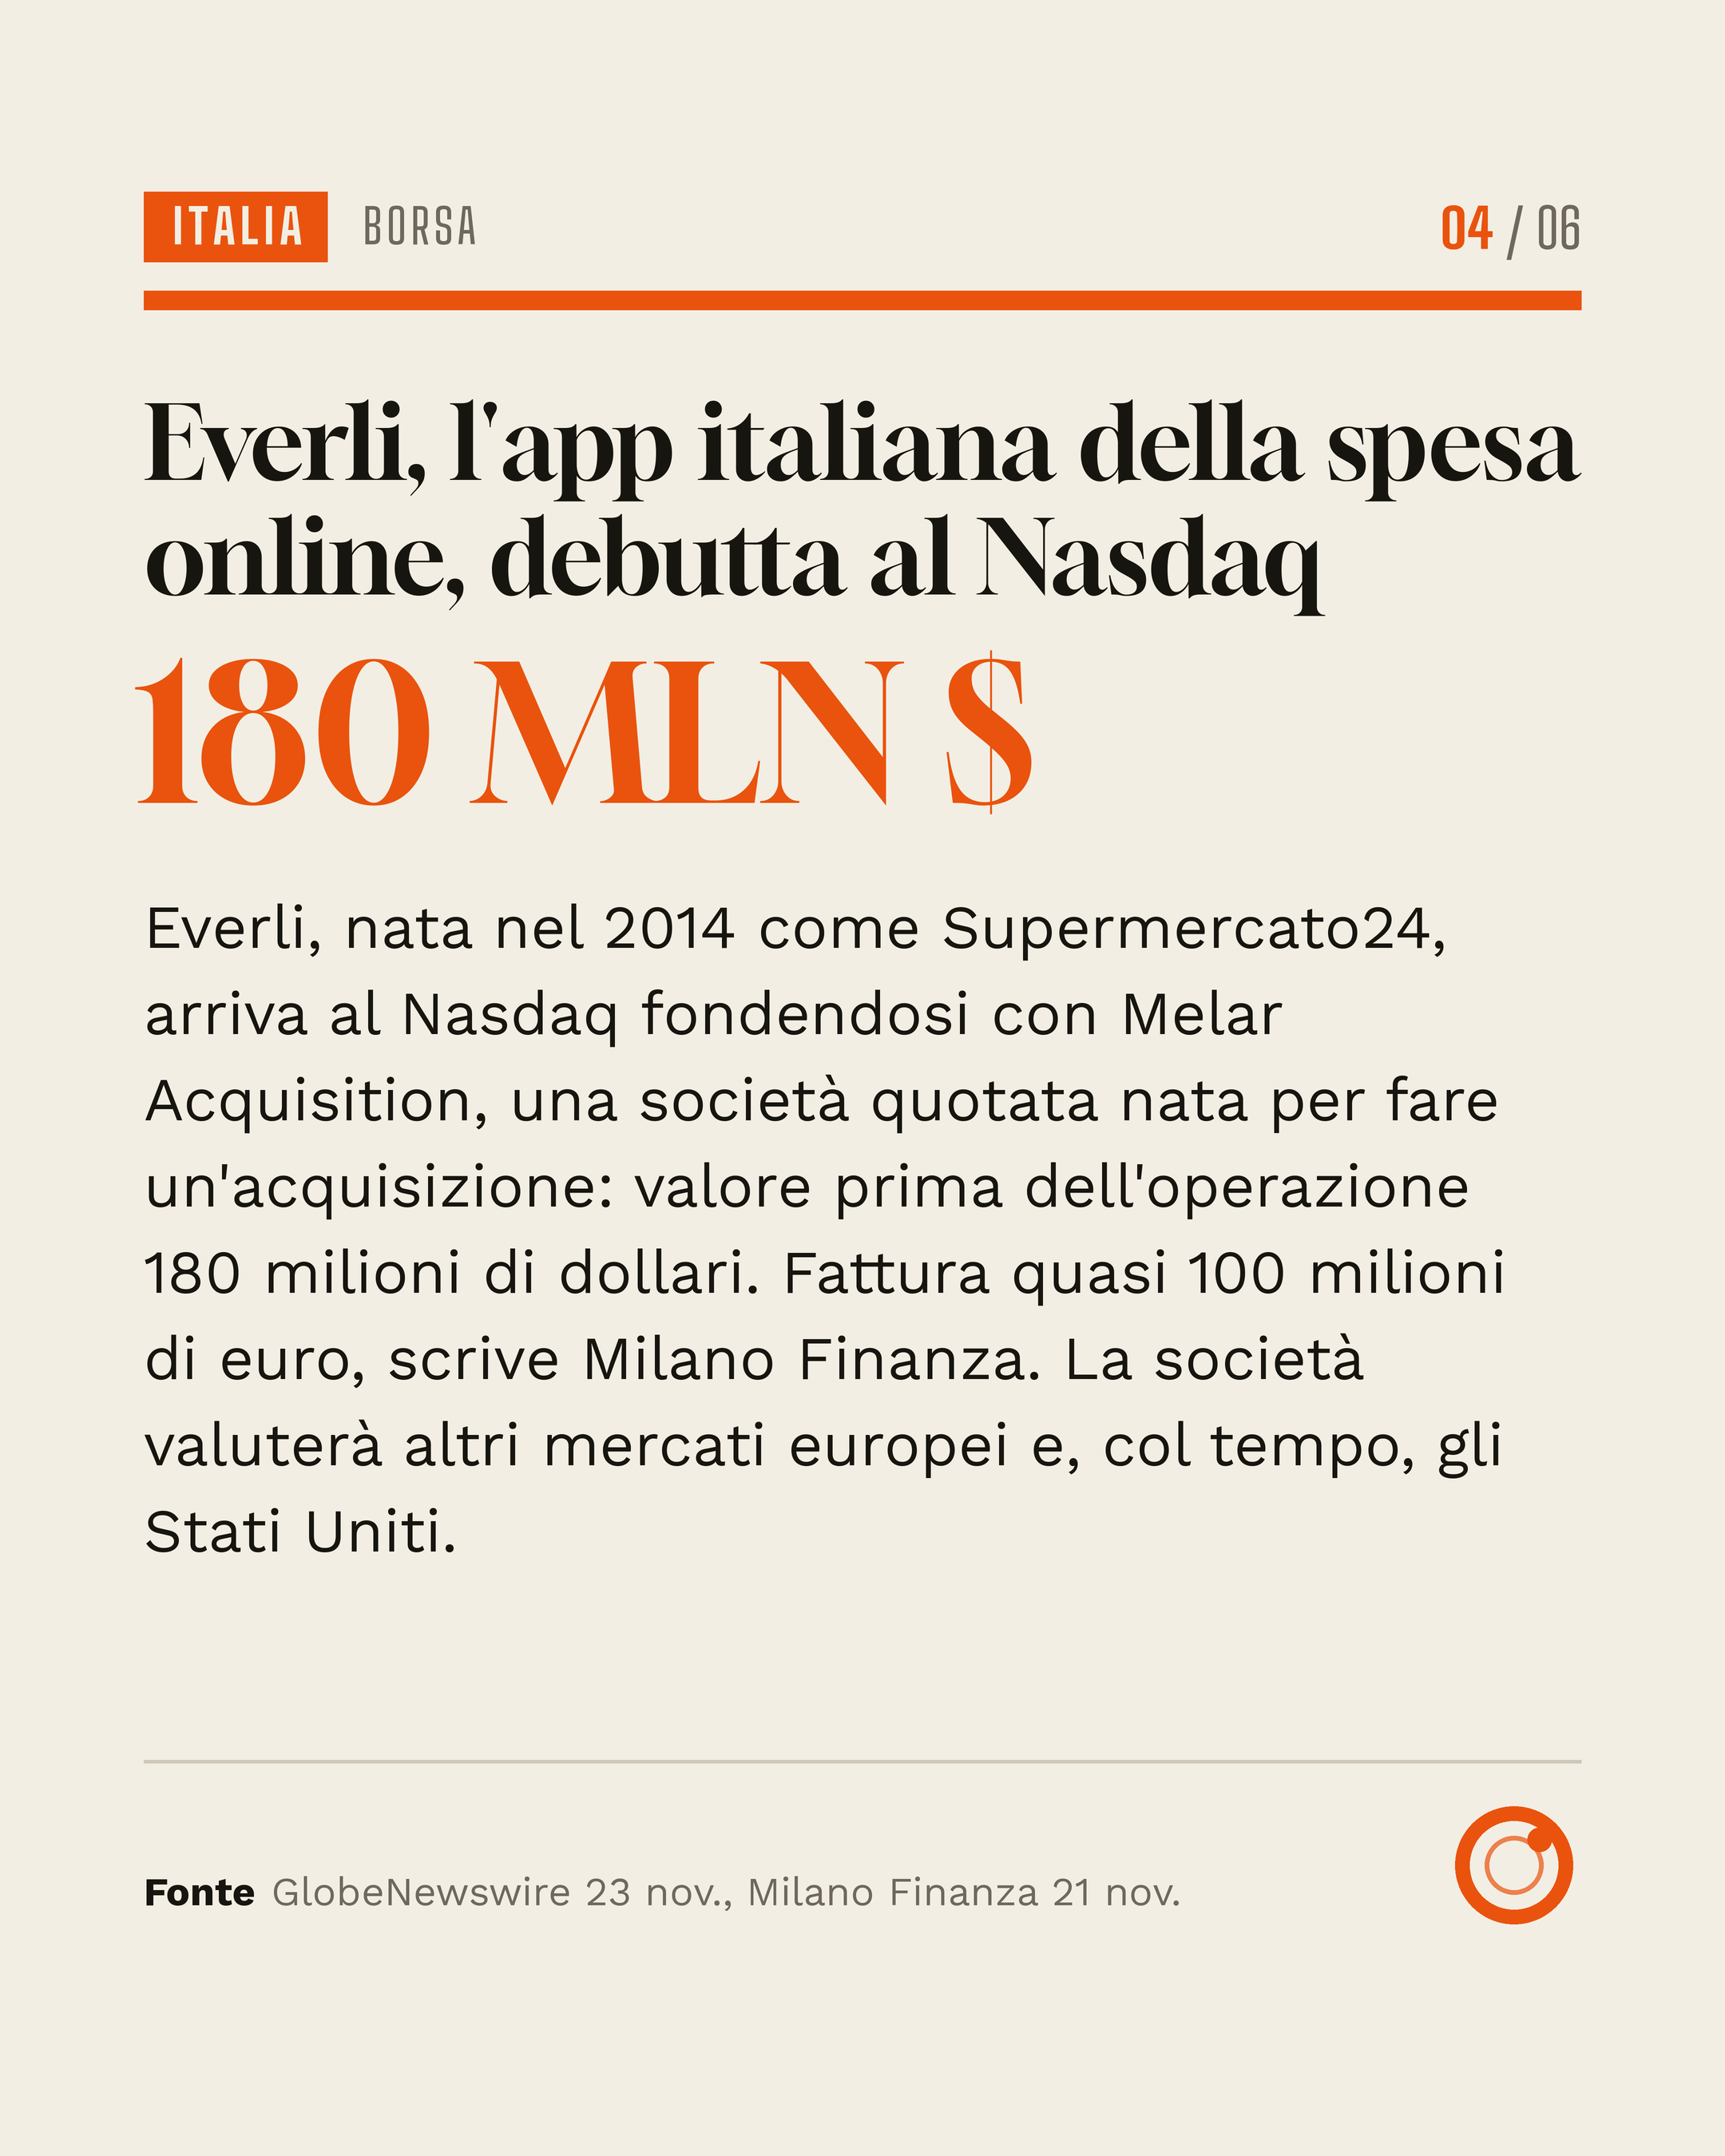 ITALIA BORSA 04 / 06
Everli, l'app italiana della spesa
online, debutta al Nasdaq
180 MLN $
Everli, nata nel 2014 come Supermercato24,
arriva al Nasdaq fondendosi con Melar
Acquisition, una società quotata nata per fare
un'acquisizione: valore prima dell'operazione
180 milioni di dollari. Fattura quasi 100 milioni
di euro, scrive Milano Finanza. La società
valuterà altri mercati europei e, col tempo, gli
Stati Uniti.
Fonte GlobeNewswire 23 nov., Milano Finanza 21 nov.